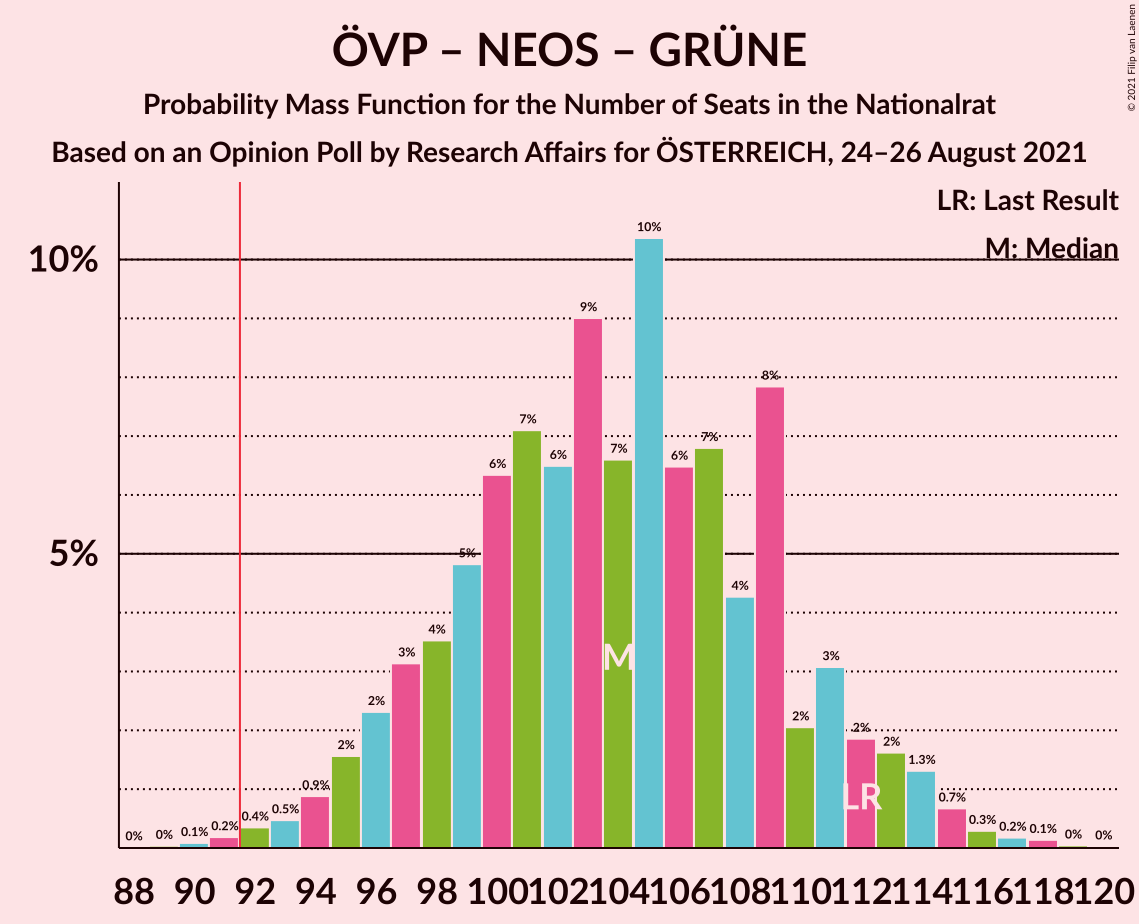 ÖVP – NEOS – GRÜNE
Probability Mass Function for the Number of Seats in the Nationalrat
Based on an Opinion Poll by Research Affairs for ÖSTERREICH, 24–26 August 2021
© 2021 Filip van Laenen
LR: Last Result
M: Median
10%
5%
0% 0% 0.1% 0.2% 0.4% 0.5% 0.9% 2% 2% 3% 4% 5% 6% 7% 6% 9% 7% 10% 6% 7% 4% 8% 2% 3% 2% 2% 1.3% 0.7% 0.3% 0.2% 0.1% 0% 0%
M
LR
88 90 92 94 96 98 100 102 104 106 108 110 112 114 116 118 120